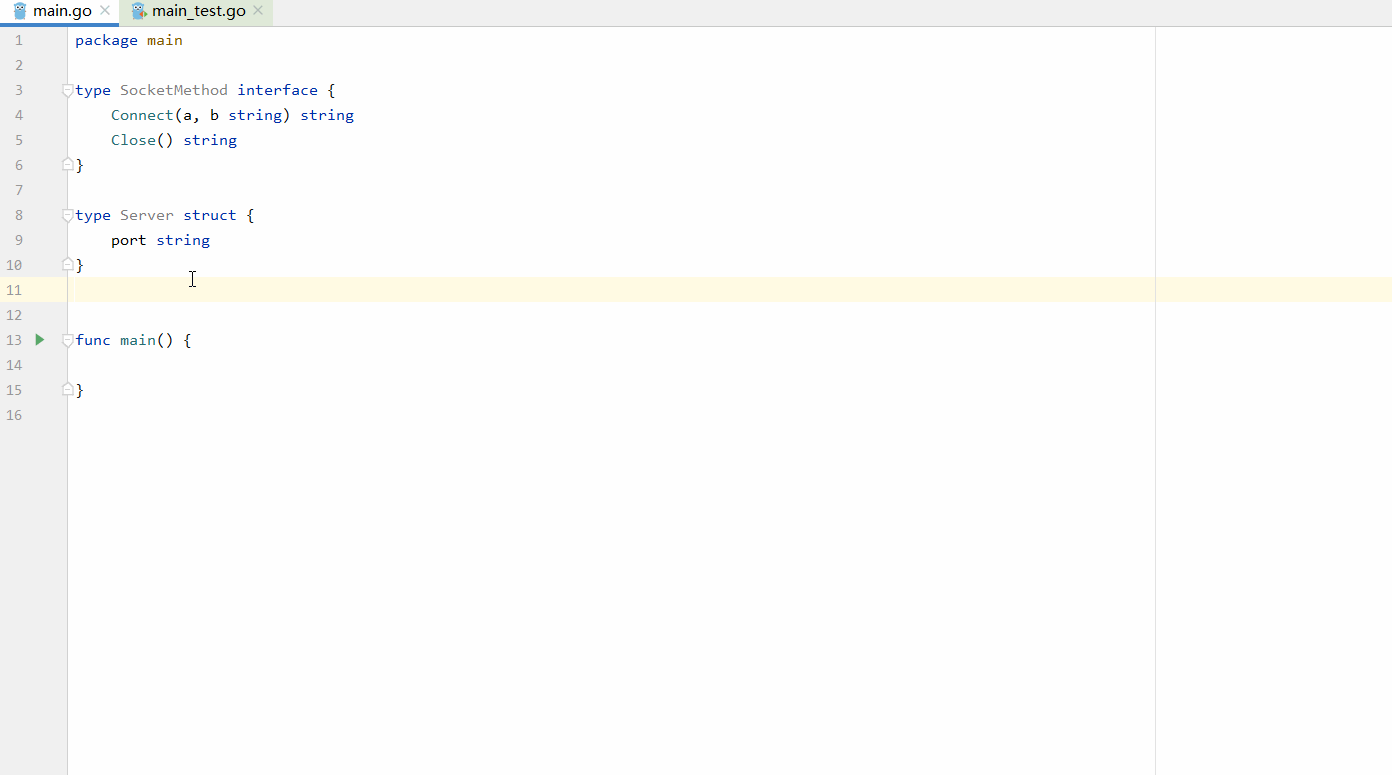 main.go main_test.go
1 package main
2
3 type SocketMethod interface {
4     Connect(a, b string) string
5     Close() string
6 }
7
8 type Server struct {
9     port string
10 }
11
12
13 func main() {
14
15 }
16